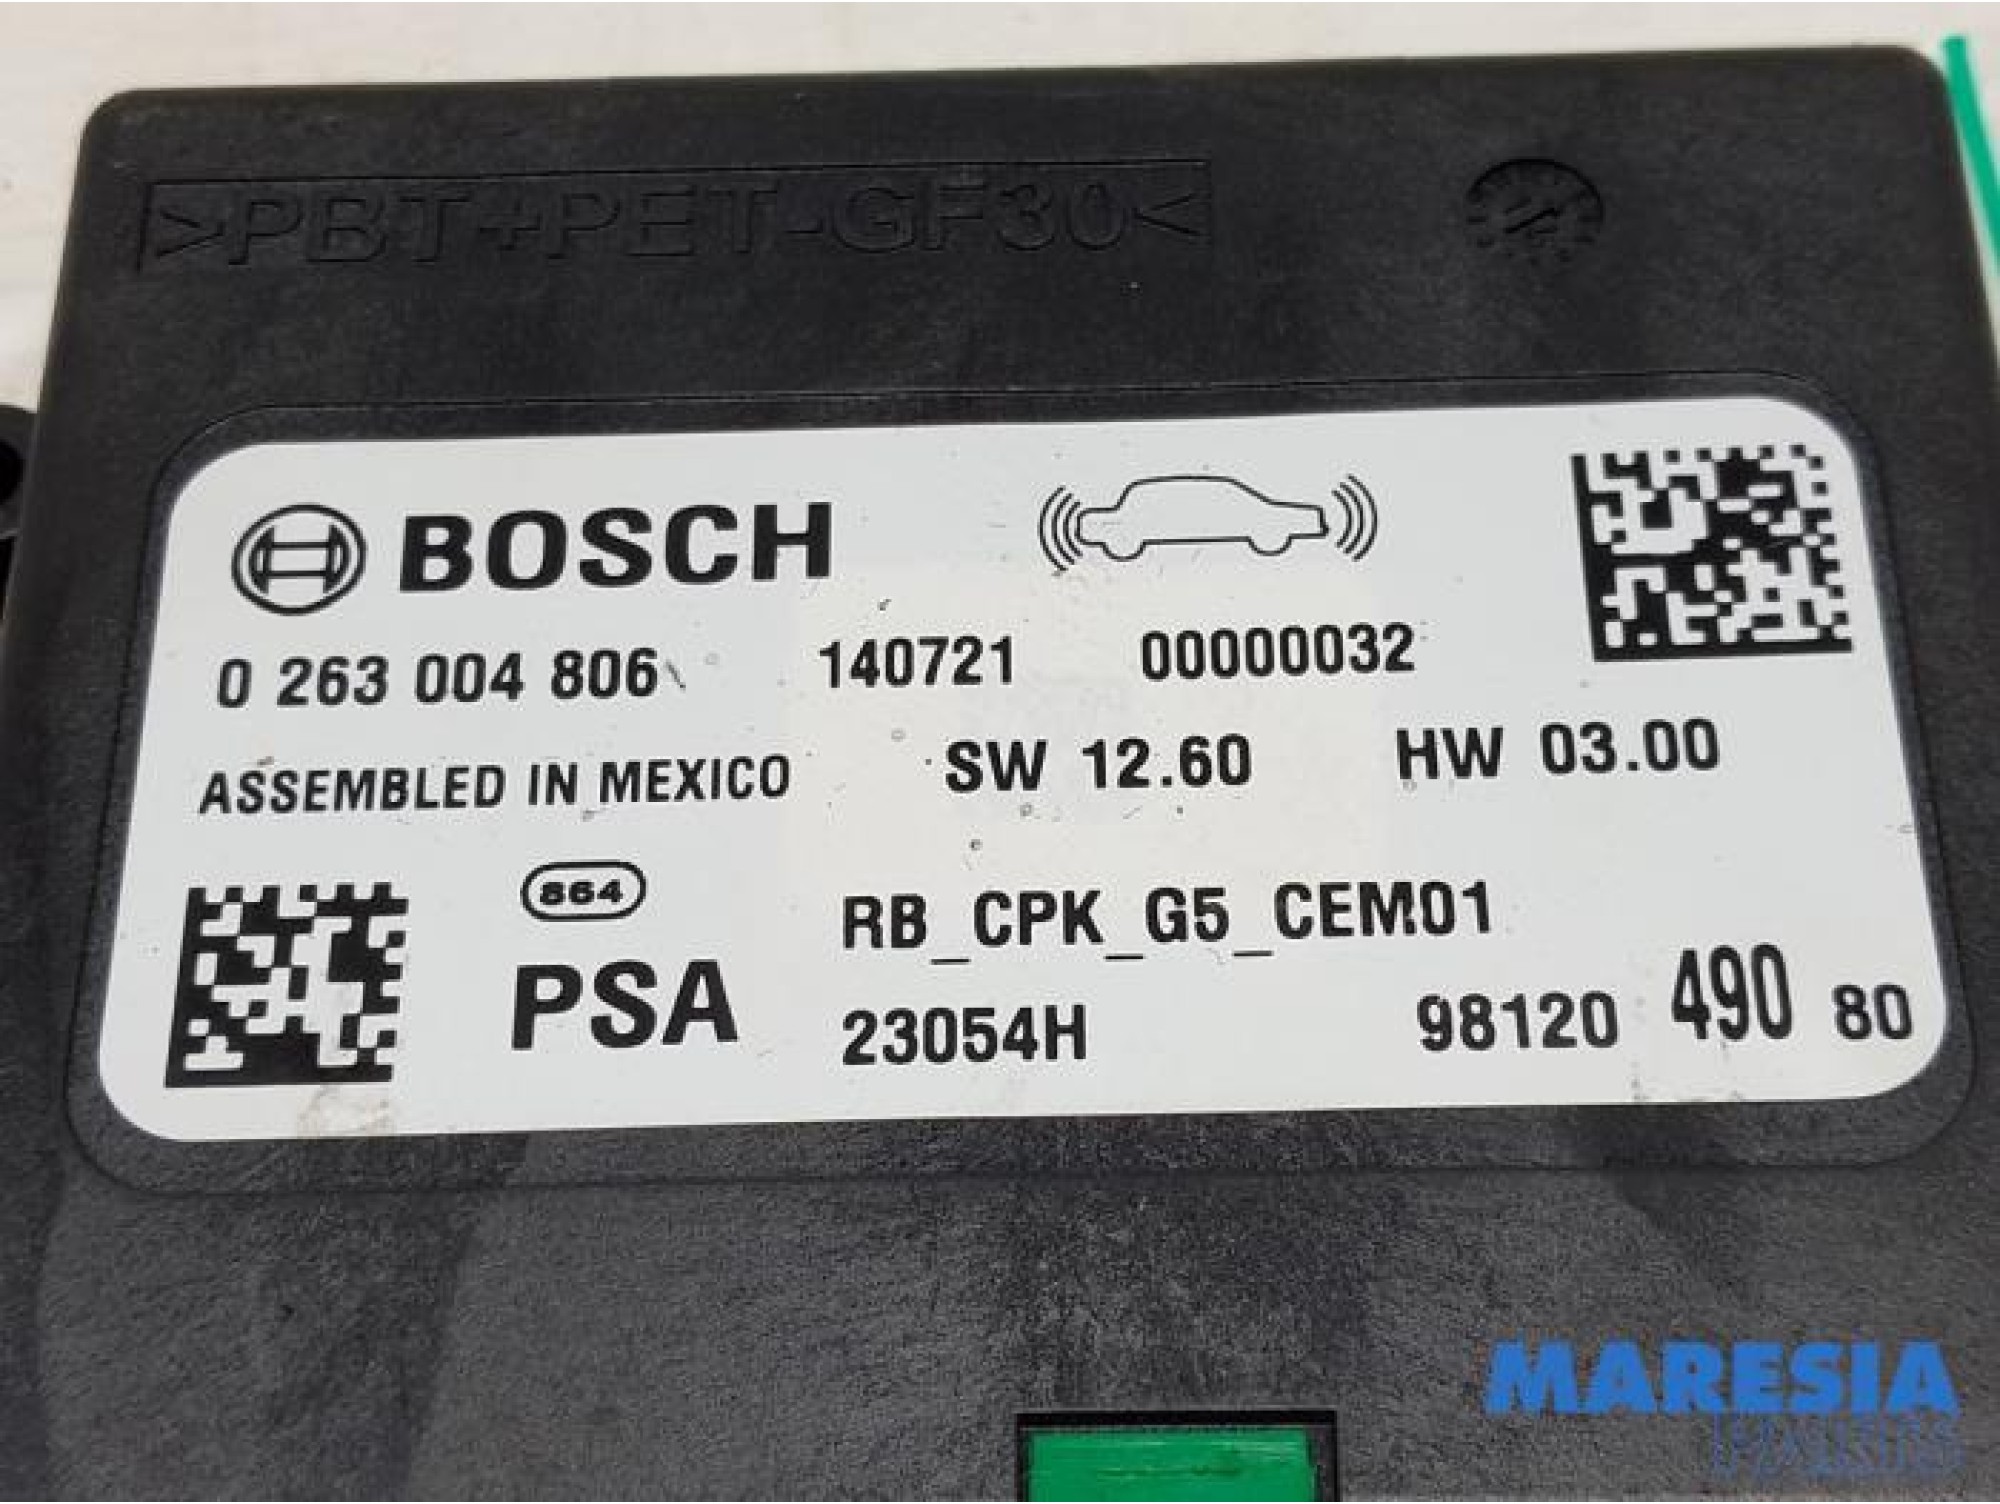 >PBT+PET-GF30<
BOSCH
0 263 004 806 140721 00000032
ASSEMBLED IN MEXICO SW 12.60 HW 03.00
864
RB_CPK_G5_CEM01
PSA 23054H 98120 490 80
MARESIA
PARTS